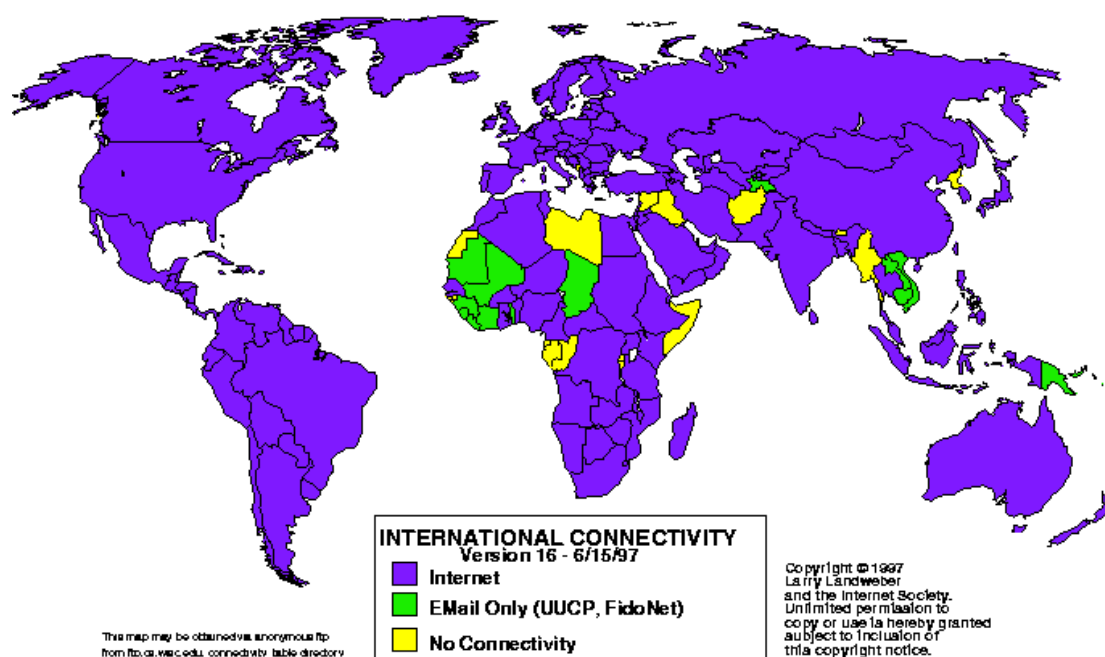 INTERNATIONAL CONNECTIVITY
Version 16 - 6/15/97
Internet
EMail Only (UUCP, FidoNet)
No Connectivity
This map may be obtained via anonymous ftp
from ftp.cs.wisc.edu, connectivity_table directory
Copyright © 1997
Larry Landweber
and the Internet Society.
Unlimited permission to
copy or use is hereby granted
subject to inclusion of
this copyright notice.